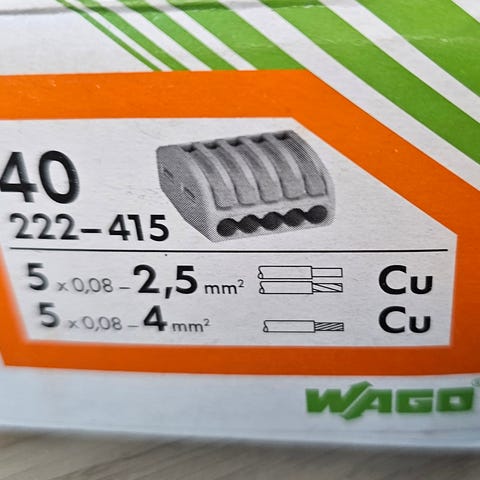 40
222–415
5 x 0,08 – 2,5 mm² Cu
5 x 0,08 – 4 mm² Cu
WAGO